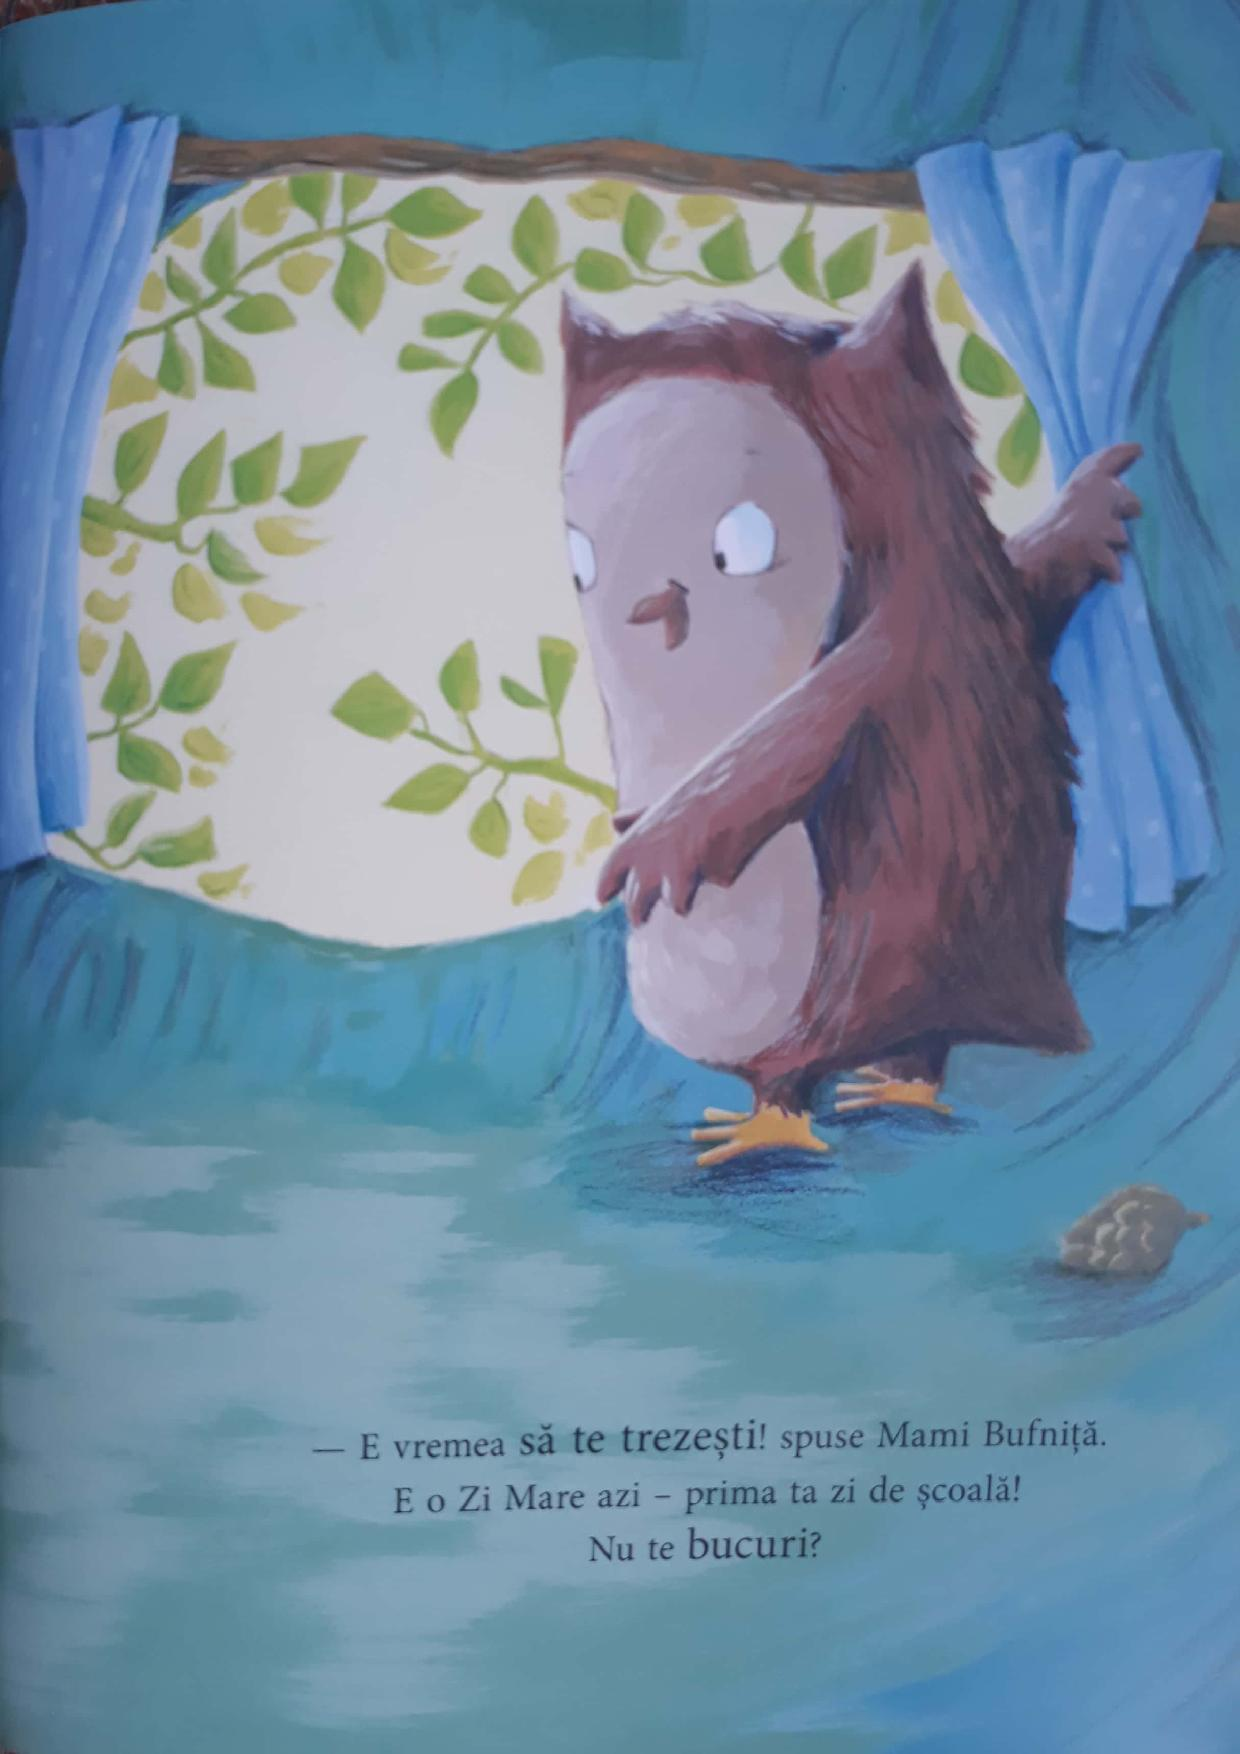 — E vremea să te trezești! spuse Mami Bufniță.
E o Zi Mare azi – prima ta zi de școală!
Nu te bucuri?